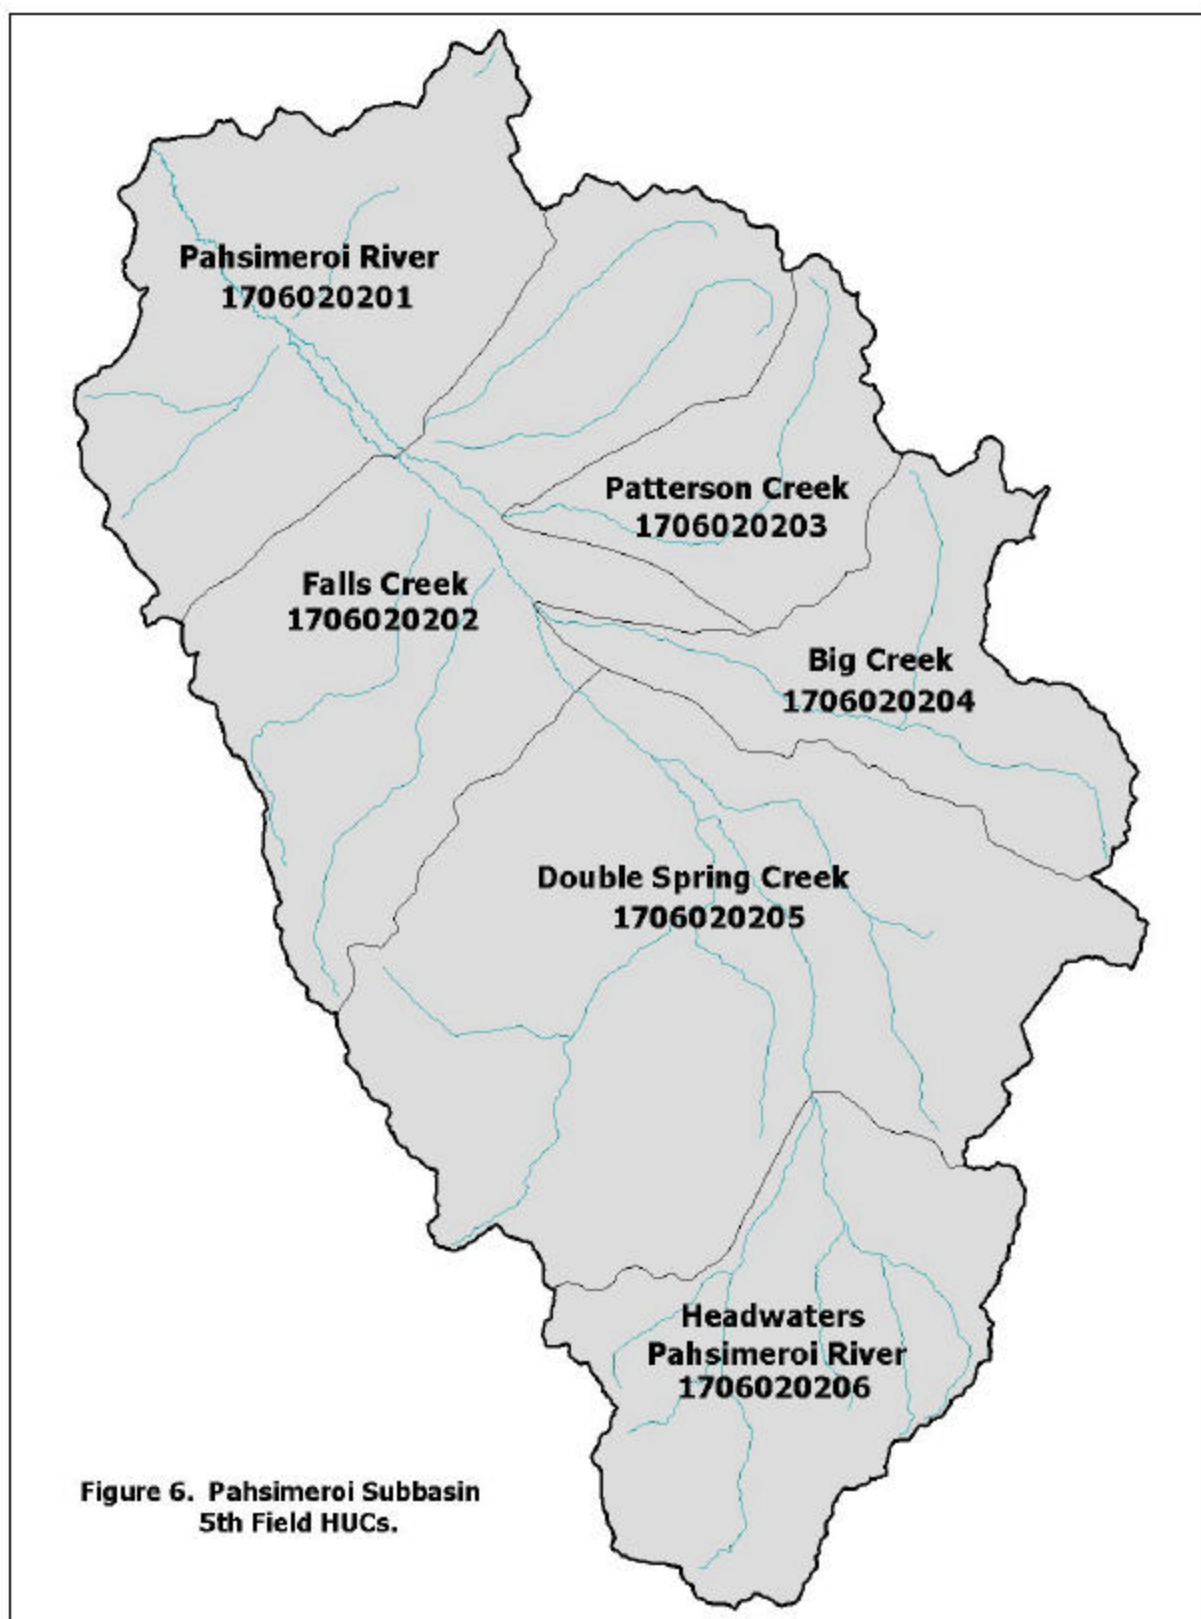 Pahsimeroi River
1706020201
Patterson Creek
1706020203
Falls Creek
1706020202
Big Creek
1706020204
Double Spring Creek
1706020205
Headwaters
Pahsimeroi River
1706020206
Figure 6. Pahsimeroi Subbasin
5th Field HUCs.